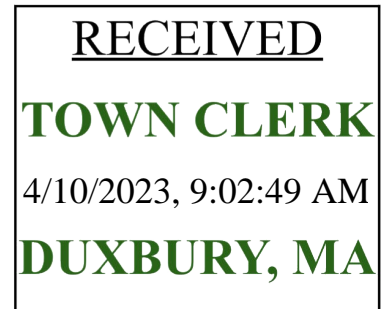 RECEIVED
TOWN CLERK
4/10/2023, 9:02:49 AM
DUXBURY, MA